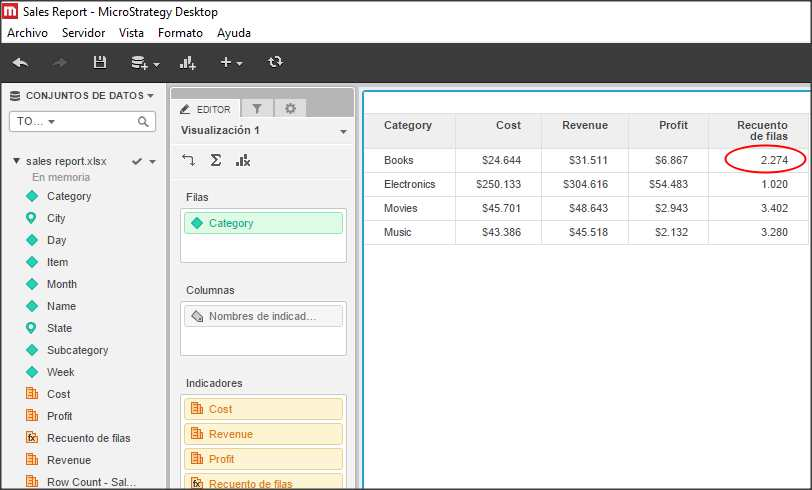 Sales Report - MicroStrategy Desktop
Archivo Servidor Vista Formato Ayuda
CONJUNTOS DE DATOS
TO...
sales report.xlsx
En memoria
Category
City
Day
Item
Month
Name
State
Subcategory
Week
Cost
Profit
Recuento de filas
Revenue
Row Count - Sal...
EDITOR
Visualización 1
Filas
Category
Columnas
Nombres de indicad...
Indicadores
Cost
Revenue
Profit
Recuento de filas
Category Cost Revenue Profit Recuento
de filas
Books $24.644 $31.511 $6.867 2.274
Electronics $250.133 $304.616 $54.483 1.020
Movies $45.701 $48.643 $2.943 3.402
Music $43.386 $45.518 $2.132 3.280